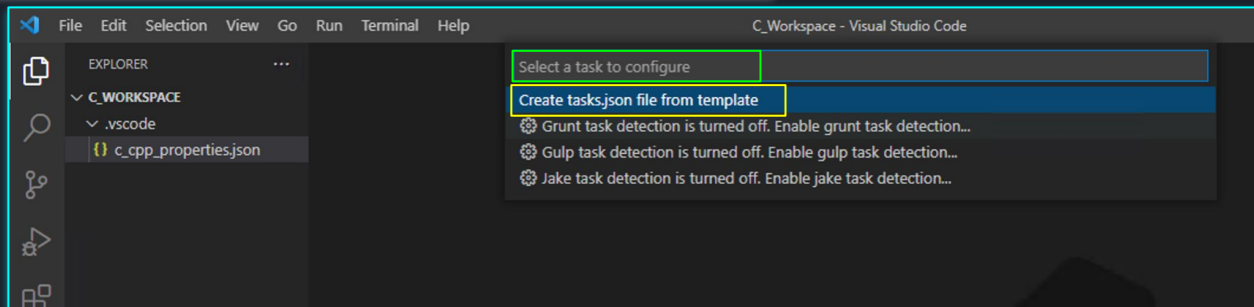 File Edit Selection View Go Run Terminal Help C_Workspace - Visual Studio Code
EXPLORER ...
C_WORKSPACE
.vscode
{} c_cpp_properties.json
Select a task to configure
Create tasks.json file from template
Grunt task detection is turned off. Enable grunt task detection...
Gulp task detection is turned off. Enable gulp task detection...
Jake task detection is turned off. Enable jake task detection...